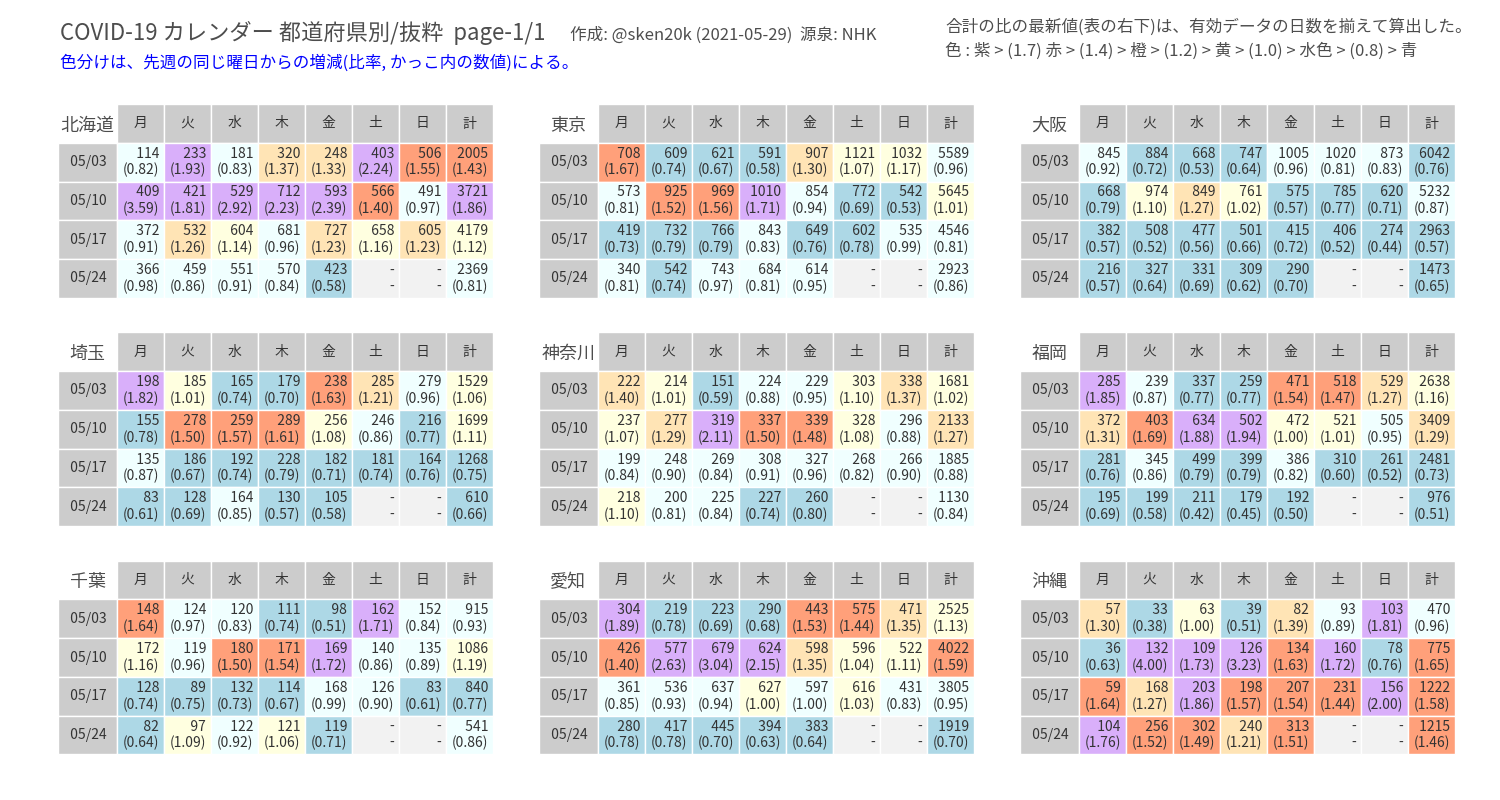 COVID-19 カレンダー 都道府県別/抜粋 page-1/1 作成: @sken20k (2021-05-29) 源泉: NHK
合計の比の最新値(表の右下)は、有効データの日数を揃えて算出した。
色分けは、先週の同じ曜日からの増減(比率, かっこ内の数値)による。
色 : 紫 > (1.7) 赤 > (1.4) > 橙 > (1.2) > 黄 > (1.0) > 水色 > (0.8) > 青
北海道 月 火 水 木 金 土 日 計
05/03 114 233 181 320 248 403 506 2005
(0.82) (1.93) (0.83) (1.37) (1.33) (2.24) (1.55) (1.43)
05/10 409 421 529 712 593 566 491 3721
(3.59) (1.81) (2.92) (2.23) (2.39) (1.40) (0.97) (1.86)
05/17 372 532 604 681 727 658 605 4179
(0.91) (1.26) (1.14) (0.96) (1.23) (1.16) (1.23) (1.12)
05/24 366 459 551 570 423 - - 2369
(0.98) (0.86) (0.91) (0.84) (0.58) - - (0.81)
東京 月 火 水 木 金 土 日 計
05/03 708 609 621 591 907 1121 1032 5589
(1.67) (0.74) (0.67) (0.58) (1.30) (1.07) (1.17) (0.96)
05/10 573 925 969 1010 854 772 542 5645
(0.81) (1.52) (1.56) (1.71) (0.94) (0.69) (0.53) (1.01)
05/17 419 732 766 843 649 602 535 4546
(0.73) (0.79) (0.79) (0.83) (0.76) (0.78) (0.99) (0.81)
05/24 340 542 743 684 614 - - 2923
(0.81) (0.74) (0.97) (0.81) (0.95) - - (0.86)
大阪 月 火 水 木 金 土 日 計
05/03 845 884 668 747 1005 1020 873 6042
(0.92) (0.72) (0.53) (0.64) (0.96) (0.81) (0.83) (0.76)
05/10 668 974 849 761 575 785 620 5232
(0.79) (1.10) (1.27) (1.02) (0.57) (0.77) (0.71) (0.87)
05/17 382 508 477 501 415 406 274 2963
(0.57) (0.52) (0.56) (0.66) (0.72) (0.52) (0.44) (0.57)
05/24 216 327 331 309 290 - - 1473
(0.57) (0.64) (0.69) (0.62) (0.70) - - (0.65)
埼玉 月 火 水 木 金 土 日 計
05/03 198 185 165 179 238 285 279 1529
(1.82) (1.01) (0.74) (0.70) (1.63) (1.21) (0.96) (1.06)
05/10 155 278 259 289 256 246 216 1699
(0.78) (1.50) (1.57) (1.61) (1.08) (0.86) (0.77) (1.11)
05/17 135 186 192 228 182 181 164 1268
(0.87) (0.67) (0.74) (0.79) (0.71) (0.74) (0.76) (0.75)
05/24 83 128 164 130 105 - - 610
(0.61) (0.69) (0.85) (0.57) (0.58) - - (0.66)
神奈川 月 火 水 木 金 土 日 計
05/03 222 214 151 224 229 303 338 1681
(1.40) (1.01) (0.59) (0.88) (0.95) (1.10) (1.37) (1.02)
05/10 237 277 319 337 339 328 296 2133
(1.07) (1.29) (2.11) (1.50) (1.48) (1.08) (0.88) (1.27)
05/17 199 248 269 308 327 268 266 1885
(0.84) (0.90) (0.84) (0.91) (0.96) (0.82) (0.90) (0.88)
05/24 218 200 225 227 260 - - 1130
(1.10) (0.81) (0.84) (0.74) (0.80) - - (0.84)
福岡 月 火 水 木 金 土 日 計
05/03 285 239 337 259 471 518 529 2638
(1.85) (0.87) (0.77) (0.77) (1.54) (1.47) (1.27) (1.16)
05/10 372 403 634 502 472 521 505 3409
(1.31) (1.69) (1.88) (1.94) (1.00) (1.01) (0.95) (1.29)
05/17 281 345 499 399 386 310 261 2481
(0.76) (0.86) (0.79) (0.79) (0.82) (0.60) (0.52) (0.73)
05/24 195 199 211 179 192 - - 976
(0.69) (0.58) (0.42) (0.45) (0.50) - - (0.51)
千葉 月 火 水 木 金 土 日 計
05/03 148 124 120 111 98 162 152 915
(1.64) (0.97) (0.83) (0.74) (0.51) (1.71) (0.84) (0.93)
05/10 172 119 180 171 169 140 135 1086
(1.16) (0.96) (1.50) (1.54) (1.72) (0.86) (0.89) (1.19)
05/17 128 89 132 114 168 126 83 840
(0.74) (0.75) (0.73) (0.67) (0.99) (0.90) (0.61) (0.77)
05/24 82 97 122 121 119 - - 541
(0.64) (1.09) (0.92) (1.06) (0.71) - - (0.86)
愛知 月 火 水 木 金 土 日 計
05/03 304 219 223 290 443 575 471 2525
(1.89) (0.78) (0.69) (0.68) (1.53) (1.44) (1.35) (1.13)
05/10 426 577 679 624 598 596 522 4022
(1.40) (2.63) (3.04) (2.15) (1.35) (1.04) (1.11) (1.59)
05/17 361 536 637 627 597 616 431 3805
(0.85) (0.93) (0.94) (1.00) (1.00) (1.03) (0.83) (0.95)
05/24 280 417 445 394 383 - - 1919
(0.78) (0.78) (0.70) (0.63) (0.64) - - (0.70)
沖縄 月 火 水 木 金 土 日 計
05/03 57 33 63 39 82 93 103 470
(1.30) (0.38) (1.00) (0.51) (1.39) (0.89) (1.81) (0.96)
05/10 36 132 109 126 134 160 78 775
(0.63) (4.00) (1.73) (3.23) (1.63) (1.72) (0.76) (1.65)
05/17 59 168 203 198 207 231 156 1222
(1.64) (1.27) (1.86) (1.57) (1.54) (1.44) (2.00) (1.58)
05/24 104 256 302 240 313 - - 1215
(1.76) (1.52) (1.49) (1.21) (1.51) - - (1.46)